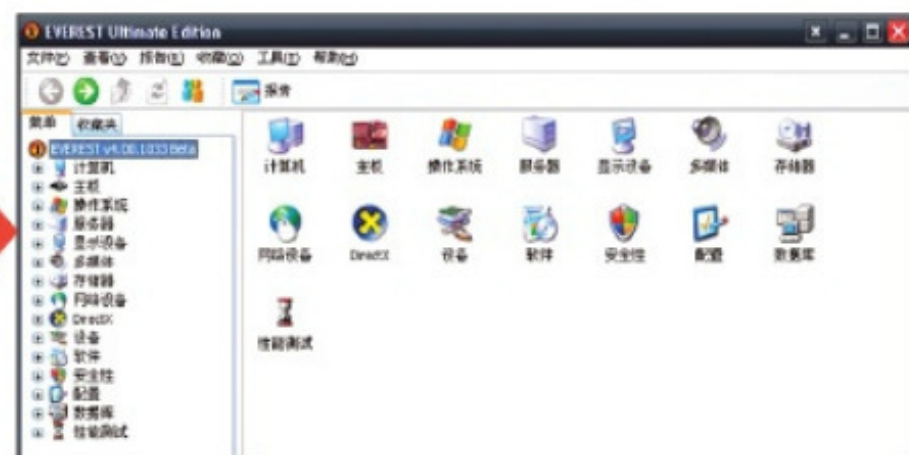 EVEREST Ultimate Edition
文件(F) 查看(V) 报告(R) 收藏(O) 工具(T) 帮助(H)
报告
菜单 收藏夹
EVEREST v4.00.1033 Beta
计算机
主板
操作系统
服务器
显示设备
多媒体
存储器
网络设备
DirectX
设备
软件
安全性
配置
数据库
性能测试
计算机 主板 操作系统 服务器 显示设备 多媒体 存储器
网络设备 DirectX 设备 软件 安全性 配置 数据库
性能测试